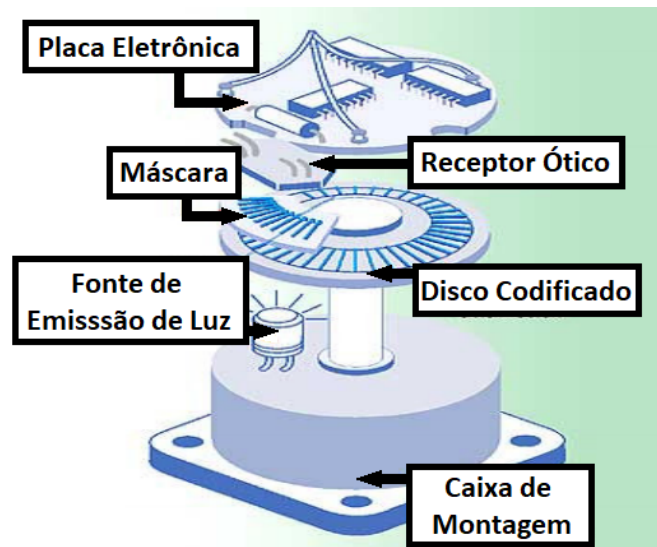 Placa Eletrônica
Receptor Ótico
Máscara
Fonte de
Emisssão de Luz
Disco Codificado
Caixa de
Montagem